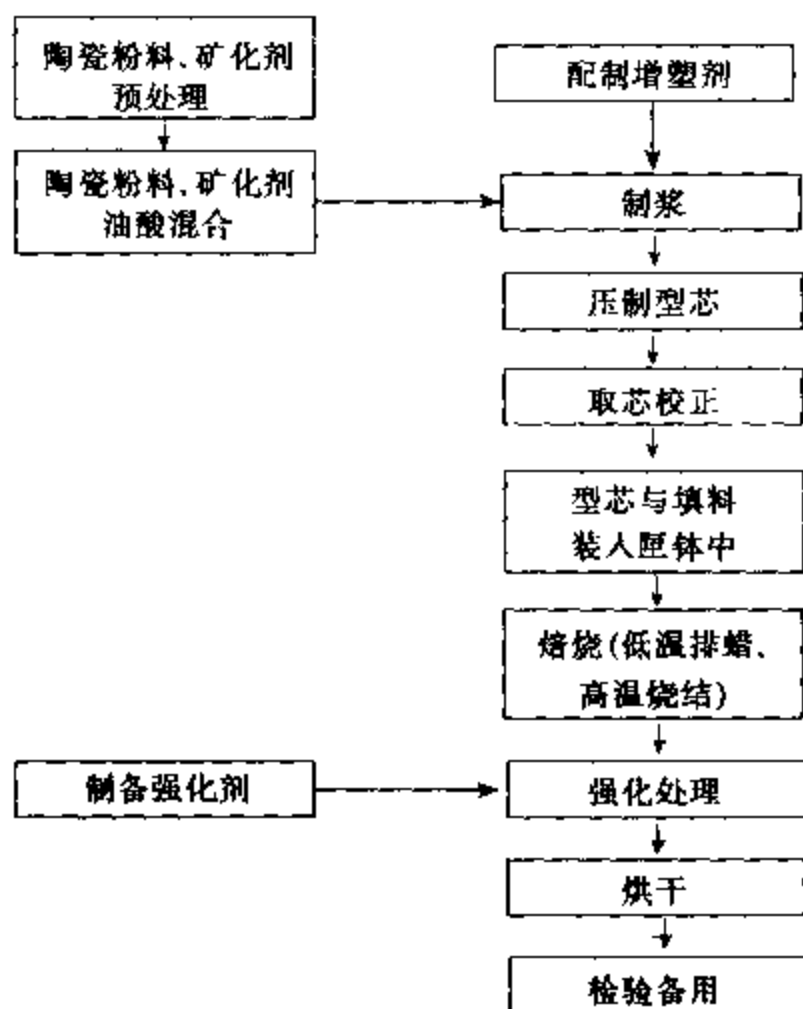 陶瓷粉料、矿化剂
预处理
配制增塑剂
陶瓷粉料、矿化剂
油酸混合
制浆
压制型芯
取芯校正
型芯与填料
装入匣钵中
焙烧(低温排蜡、
高温烧结)
制备强化剂
强化处理
烘干
检验备用